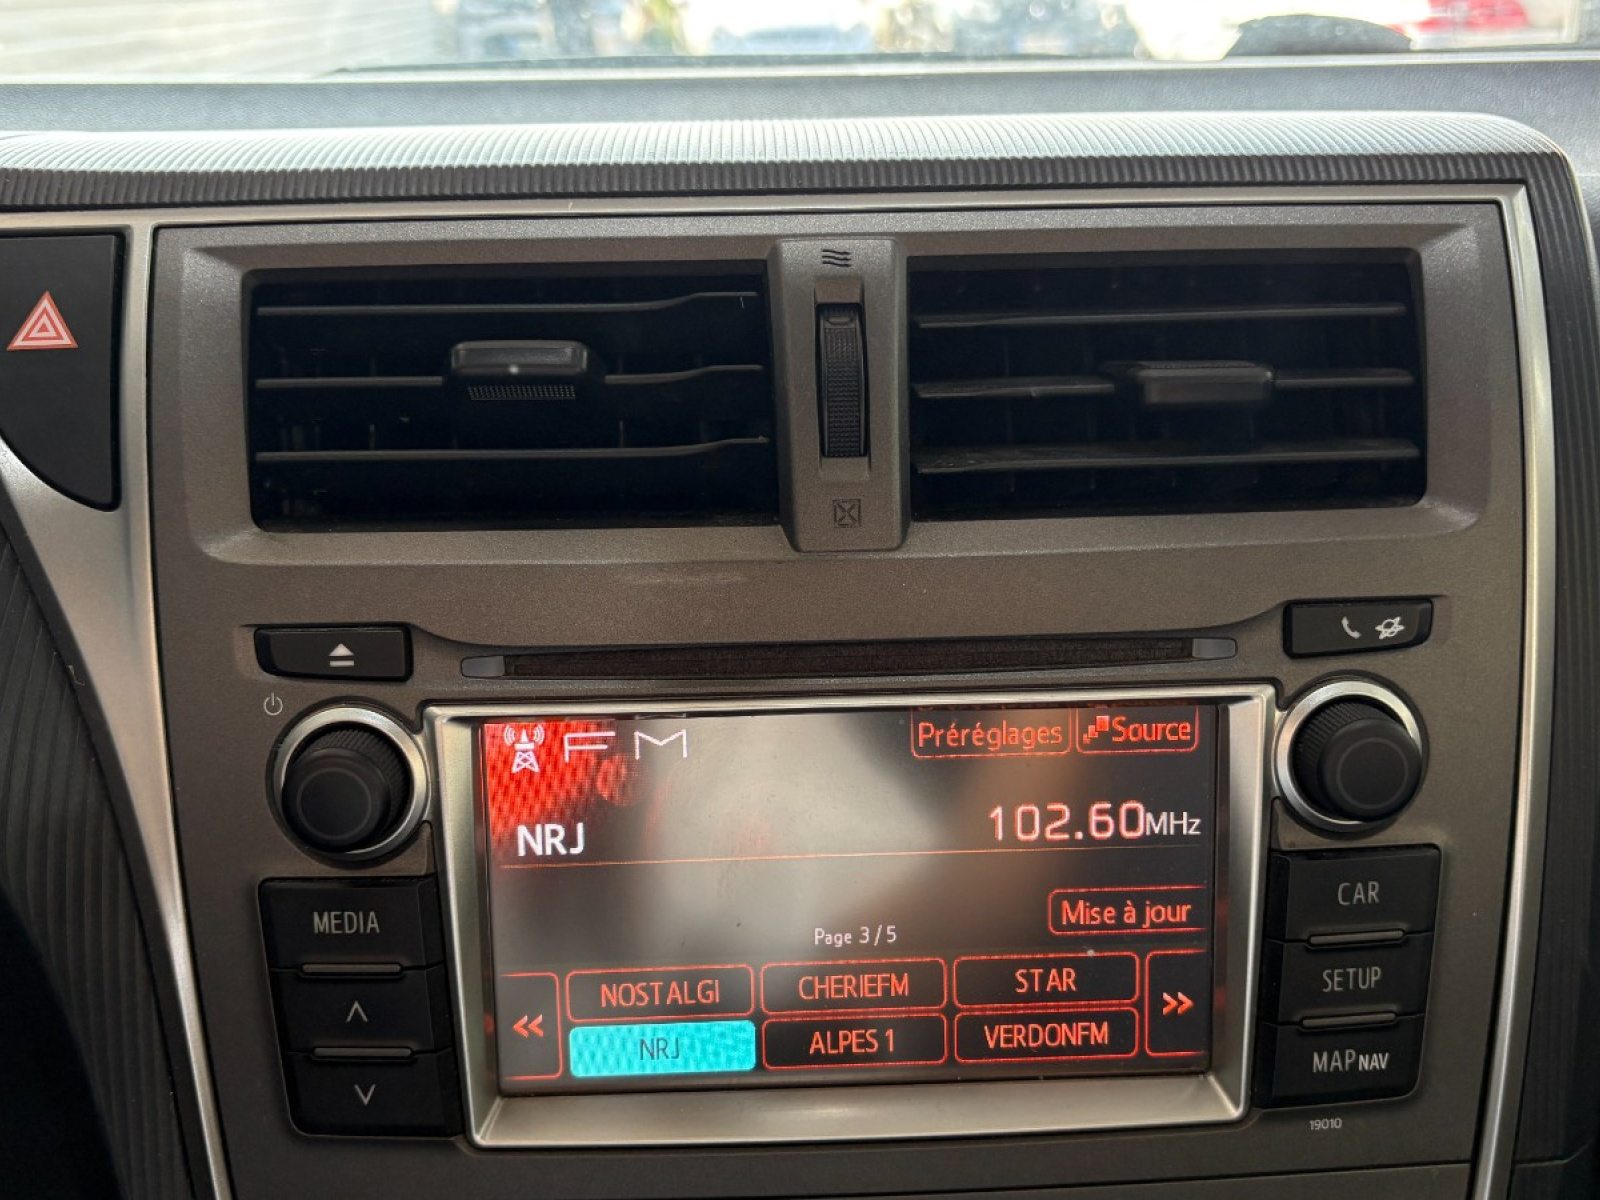 FM
Préréglages
Source
NRJ
102.60MHz
Mise à jour
Page 3/5
NOSTALGI
CHERIEFM
STAR
NRJ
ALPES 1
VERDONFM
MEDIA
CAR
SETUP
MAP NAV
19010